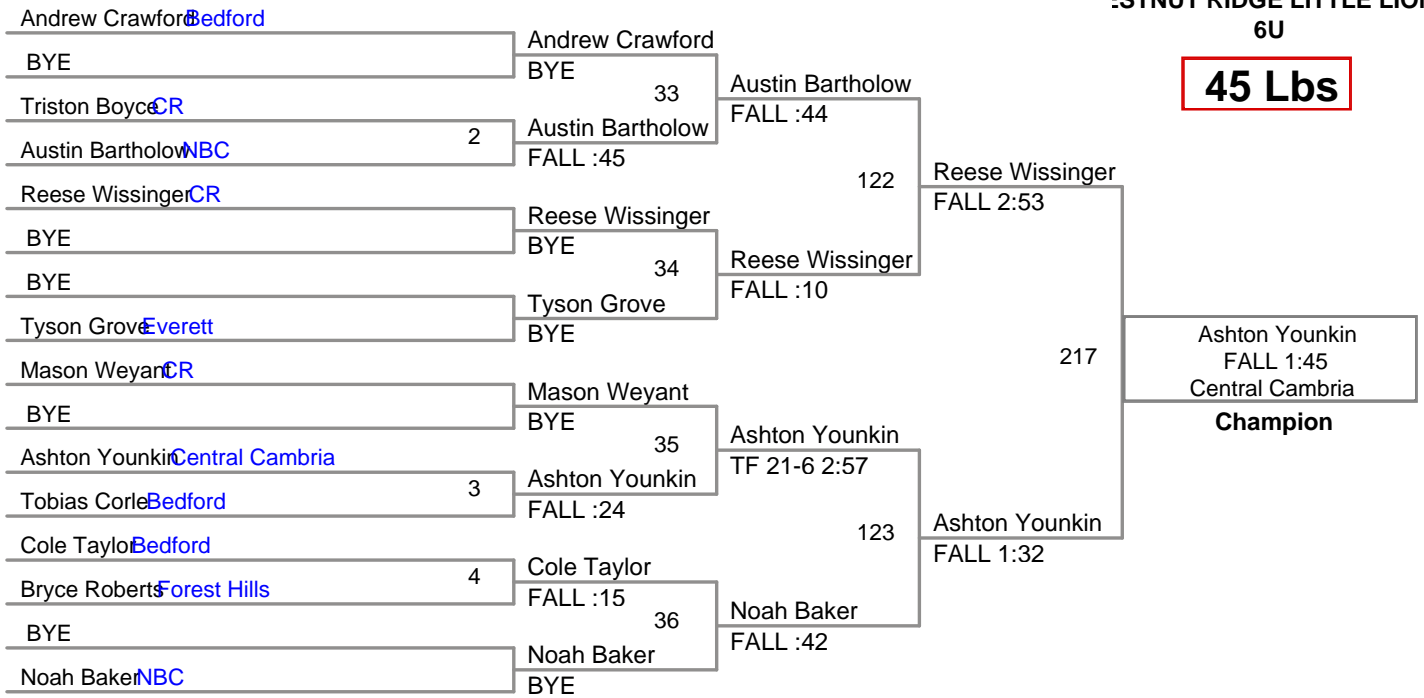 STNUT RIDGE LITTLE
6U
45 Lbs
Andrew Crawford Bedford
BYE
Triston Boyce CR
Austin Bartholow NBC
Reese Wissinger CR
BYE
BYE
Tyson Grove Everett
Mason Weyant CR
BYE
Ashton Younkin Central Cambria
Tobias Corle Bedford
Cole Taylor Bedford
Bryce Roberts Forest Hills
BYE
Noah Baker NBC
2
3
4
Andrew Crawford
BYE
33
Austin Bartholow
FALL :45
Reese Wissinger
BYE
34
Tyson Grove
BYE
Mason Weyant
BYE
35
Ashton Younkin
FALL :24
Cole Taylor
FALL :15
36
Noah Baker
BYE
Austin Bartholow
FALL :44
122
Reese Wissinger
FALL :10
Ashton Younkin
TF 21-6 2:57
123
Noah Baker
FALL :42
Reese Wissinger
FALL 2:53
217
Ashton Younkin
FALL 1:32
Ashton Younkin
FALL 1:45
Central Cambria
Champion